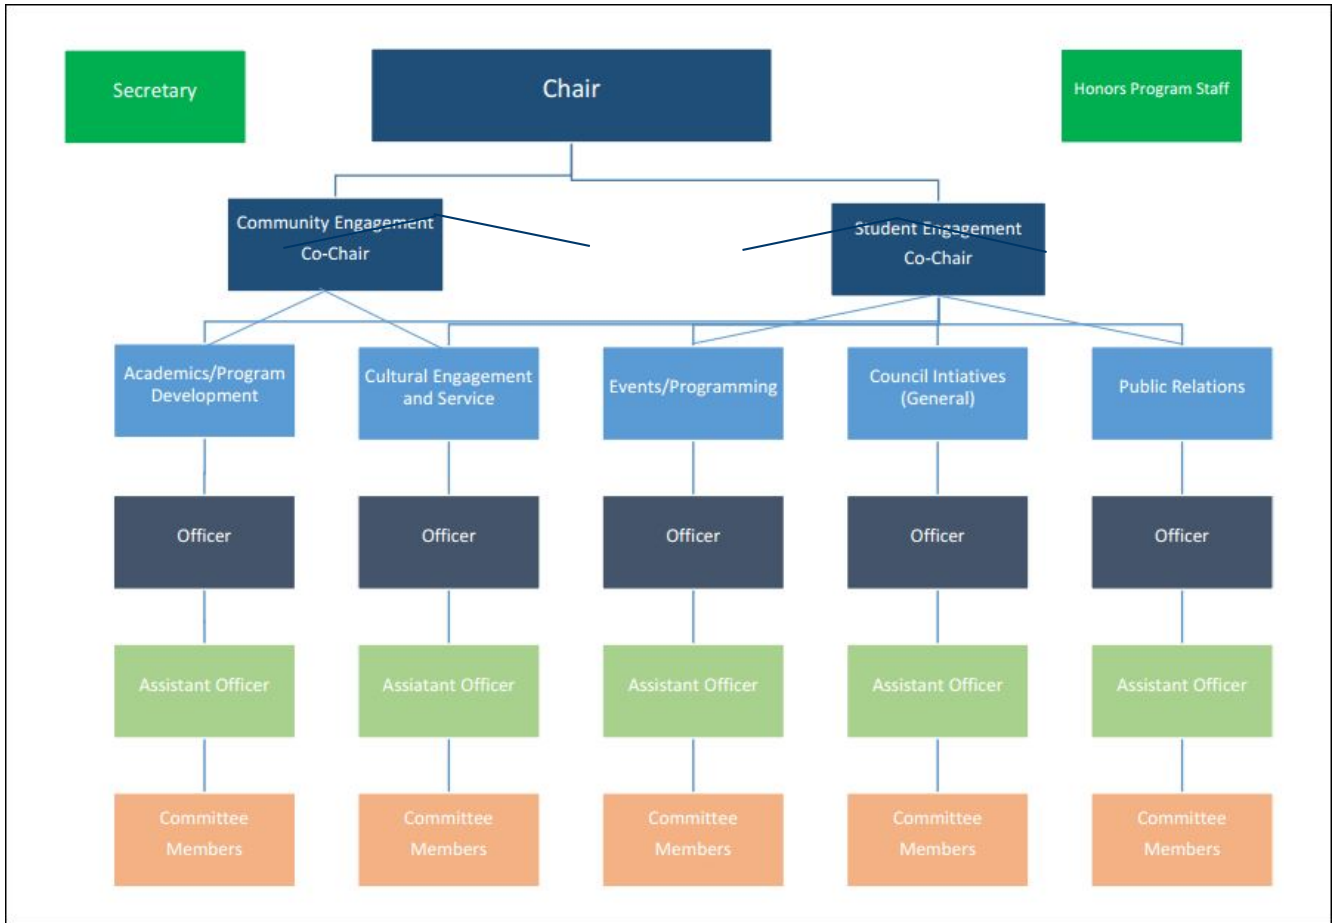 Secretary
Chair
Honors Program Staff
Community Engagement
Co-Chair
Student Engagement
Co-Chair
Academics/Program
Development
Cultural Engagement
and Service
Events/Programming
Council Intiatives
(General)
Public Relations
Officer
Officer
Officer
Officer
Officer
Assistant Officer
Assiatant Officer
Assistant Officer
Assistant Officer
Assistant Officer
Committee
Members
Committee
Members
Committee
Members
Committee
Members
Committee
Members